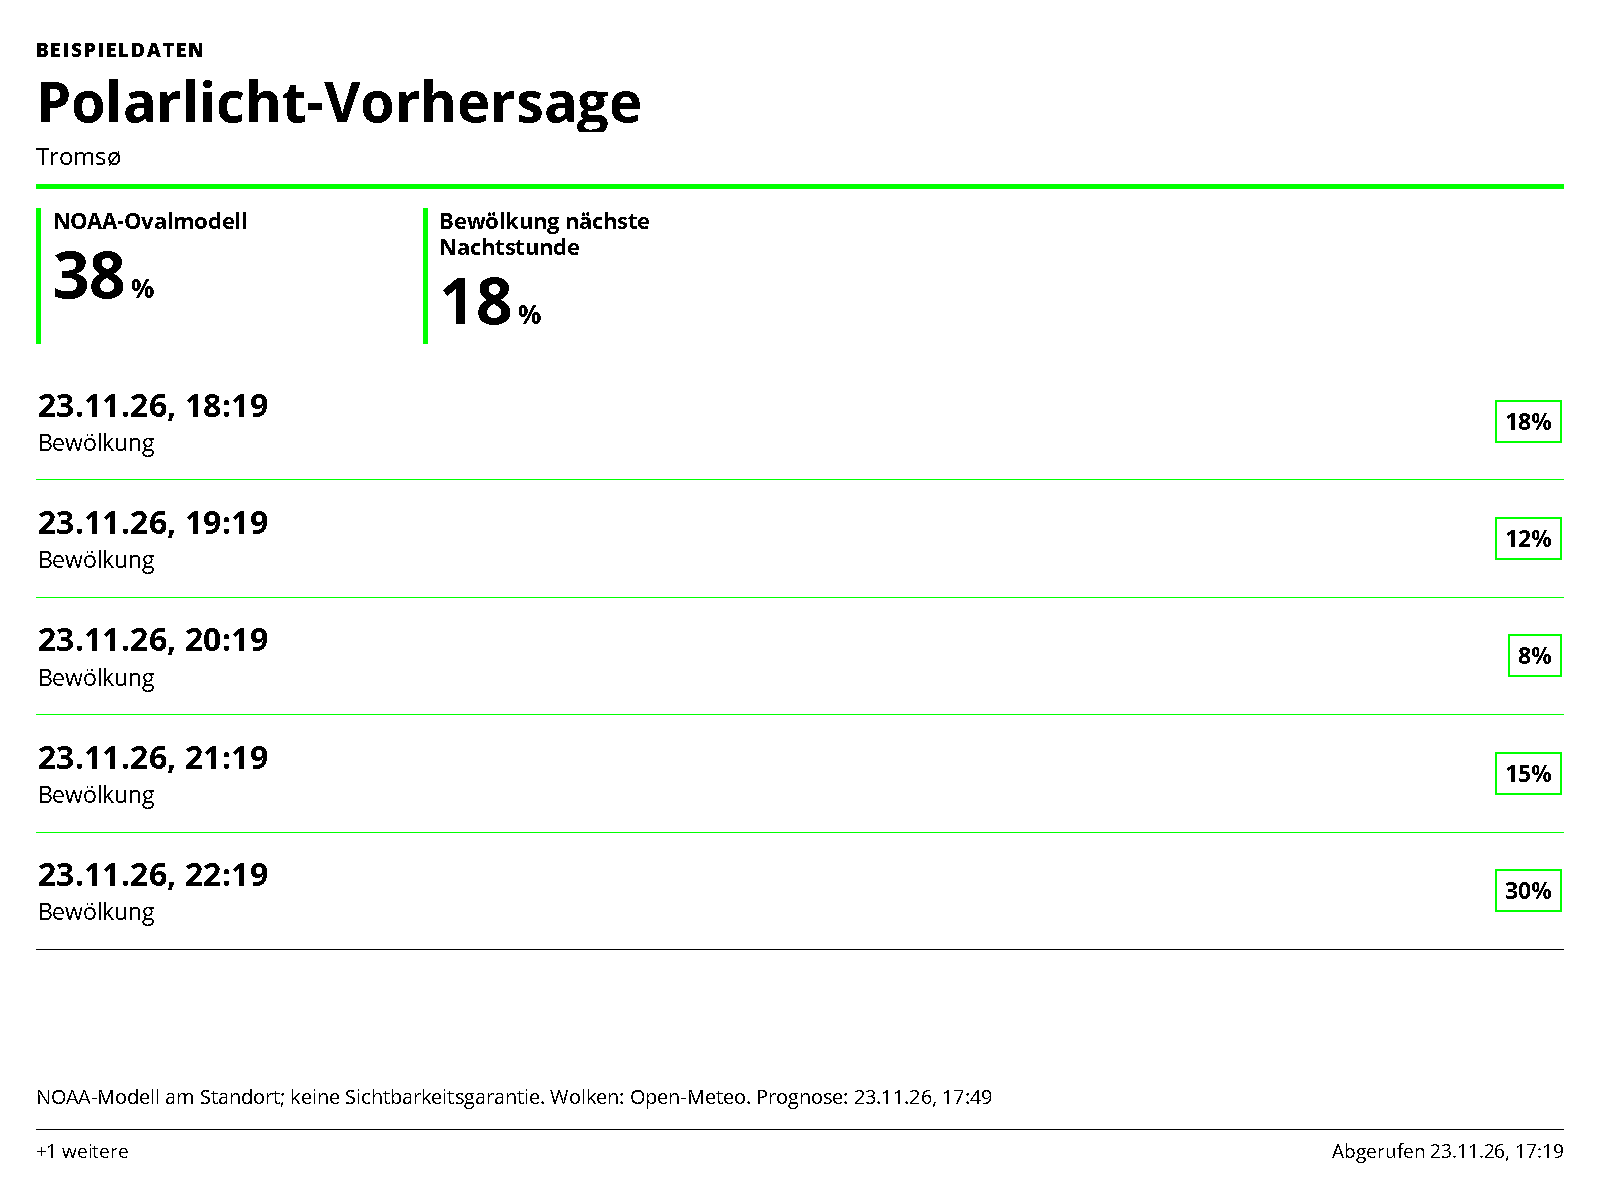 BEISPIELDATEN
Polarlicht-Vorhersage
Tromsø
NOAA-Ovalmodell
38 %
Bewölkung nächste
Nachtstunde
18 %
23.11.26, 18:19
Bewölkung
18%
23.11.26, 19:19
Bewölkung
12%
23.11.26, 20:19
Bewölkung
8%
23.11.26, 21:19
Bewölkung
15%
23.11.26, 22:19
Bewölkung
30%
NOAA-Modell am Standort; keine Sichtbarkeitsgarantie. Wolken: Open-Meteo. Prognose: 23.11.26, 17:49
+1 weitere
Abgerufen 23.11.26, 17:19